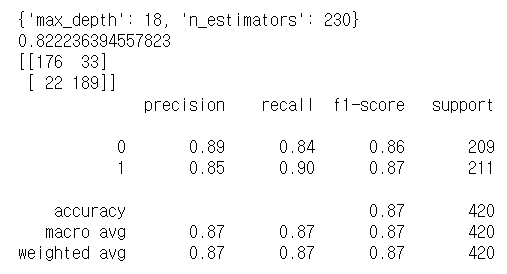 {'max_depth': 18, 'n_estimators': 230}
0.822236394557823
[[176 33]
[ 22 189]]
precision recall f1-score support
0 0.89 0.84 0.86 209
1 0.85 0.90 0.87 211
accuracy 0.87 420
macro avg 0.87 0.87 0.87 420
weighted avg 0.87 0.87 0.87 420